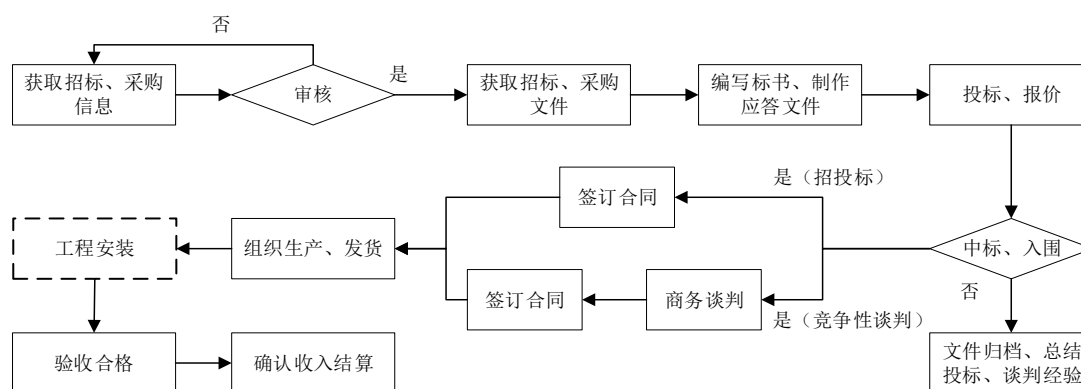 否
获取招标、采购
信息
审核
是
获取招标、采购
文件
编写标书、制作
应答文件
投标、报价
是（招投标）
签订合同
工程安装
组织生产、发货
中标、入围
签订合同
商务谈判
否
是（竞争性谈判）
验收合格
确认收入结算
文件归档、总结
投标、谈判经验